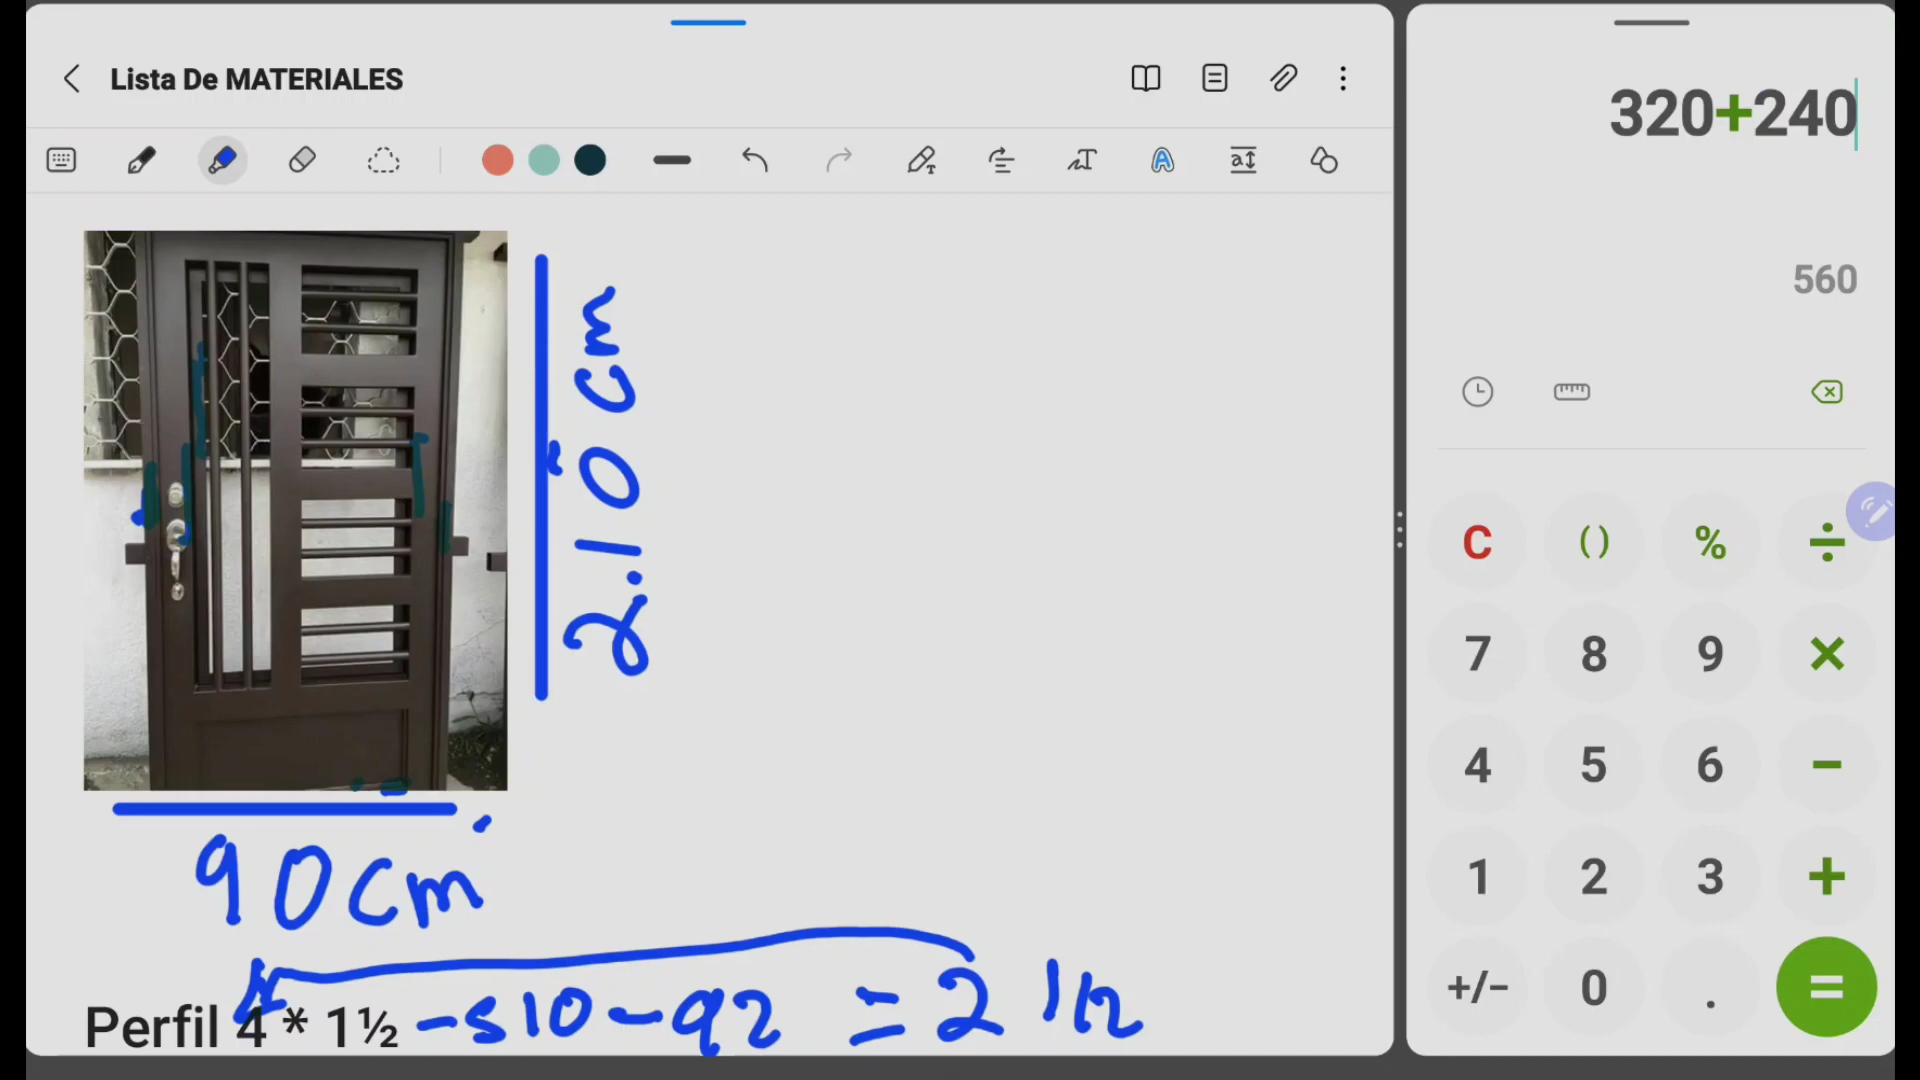 Lista De MATERIALES
320+240
560
2.10 cm
90 cm
Perfil 4 * 1½ - 510 - 92 = 2 1/2
C () % ÷
7 8 9 ×
4 5 6 −
1 2 3 +
+/− 0 . =